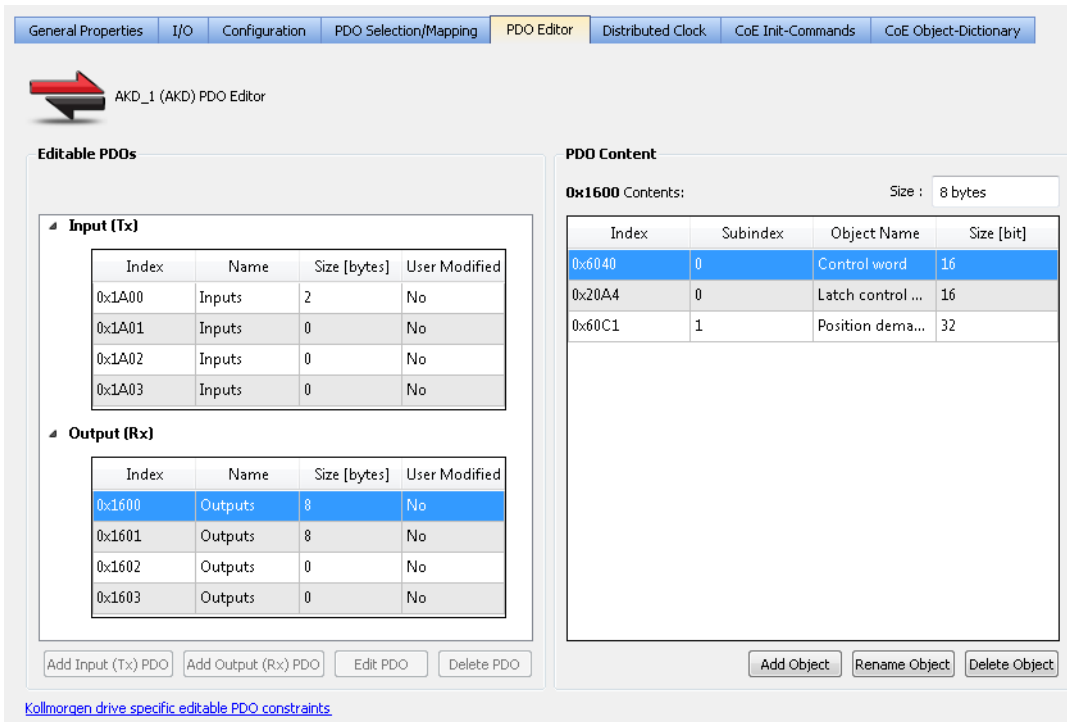 General Properties I/O Configuration PDO Selection/Mapping PDO Editor Distributed Clock CoE Init-Commands CoE Object-Dictionary
AKD_1 (AKD) PDO Editor
Editable PDOs
Input (Tx)
Index Name Size [bytes] User Modified
0x1A00 Inputs 2 No
0x1A01 Inputs 0 No
0x1A02 Inputs 0 No
0x1A03 Inputs 0 No
Output (Rx)
Index Name Size [bytes] User Modified
0x1600 Outputs 8 No
0x1601 Outputs 8 No
0x1602 Outputs 0 No
0x1603 Outputs 0 No
Add Input (Tx) PDO Add Output (Rx) PDO Edit PDO Delete PDO
PDO Content
0x1600 Contents: Size : 8 bytes
Index Subindex Object Name Size [bit]
0x6040 0 Control word 16
0x20A4 0 Latch control ... 16
0x60C1 1 Position dema... 32
Add Object Rename Object Delete Object
Kollmorgen drive specific editable PDO constraints